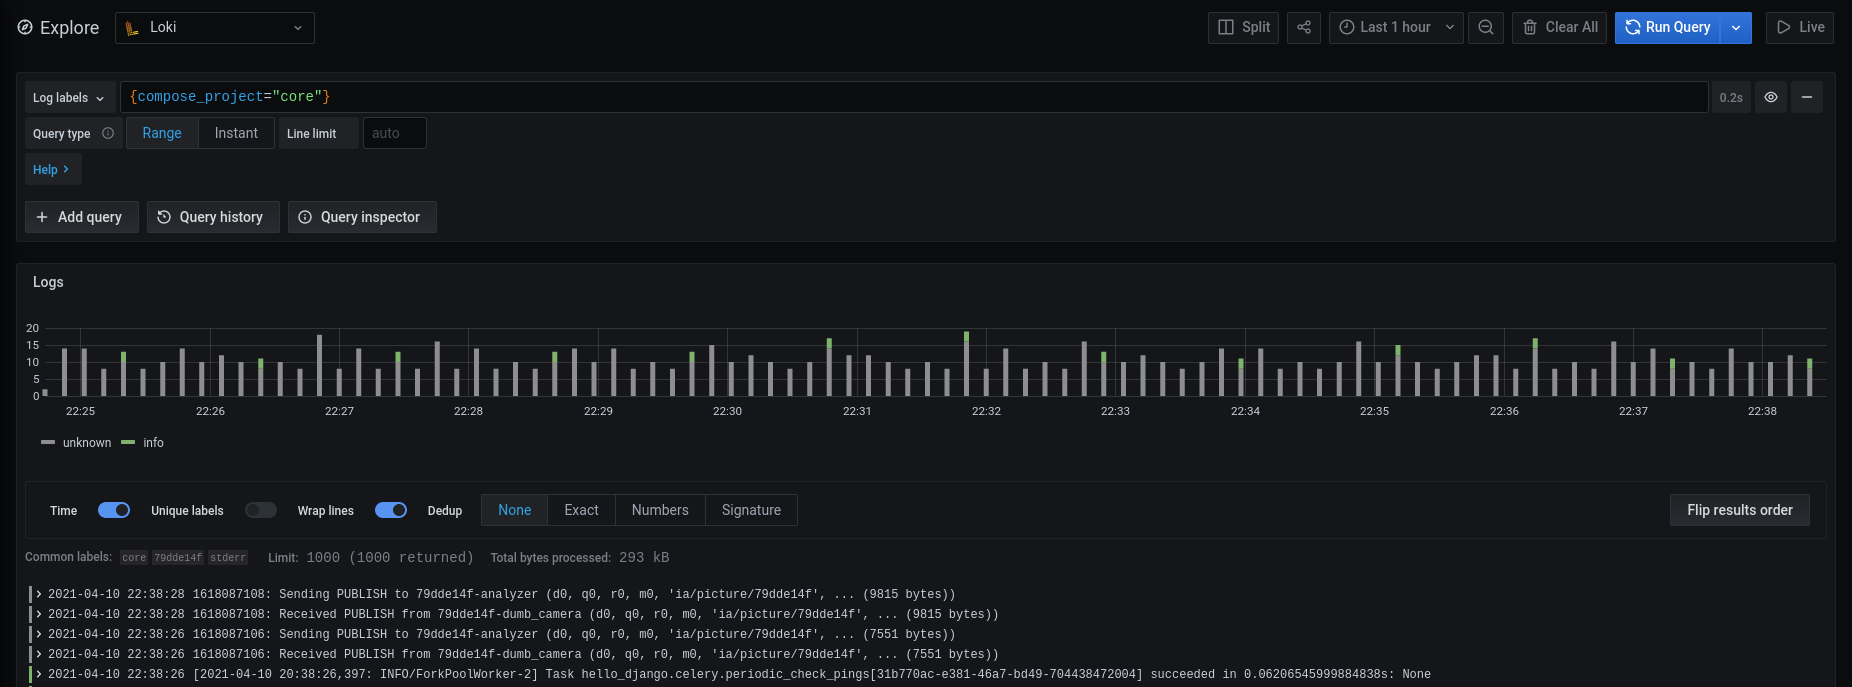 Explore Loki Split Last 1 hour Clear All Run Query Live
Log labels {compose_project="core"} 0.2s
Query type Range Instant Line limit auto
Help
Add query Query history Query inspector
Logs
20
15
10
5
0
22:25 22:26 22:27 22:28 22:29 22:30 22:31 22:32 22:33 22:34 22:35 22:36 22:37 22:38
unknown info
Time Unique labels Wrap lines Dedup None Exact Numbers Signature Flip results order
Common labels: core 79dde14f stderr Limit: 1000 (1000 returned) Total bytes processed: 293 kB
2021-04-10 22:38:28 1618087108: Sending PUBLISH to 79dde14f-analyzer (d0, q0, r0, m0, 'ia/picture/79dde14f', ... (9815 bytes))
2021-04-10 22:38:28 1618087108: Received PUBLISH from 79dde14f-dumb_camera (d0, q0, r0, m0, 'ia/picture/79dde14f', ... (9815 bytes))
2021-04-10 22:38:26 1618087106: Sending PUBLISH to 79dde14f-analyzer (d0, q0, r0, m0, 'ia/picture/79dde14f', ... (7551 bytes))
2021-04-10 22:38:26 1618087106: Received PUBLISH from 79dde14f-dumb_camera (d0, q0, r0, m0, 'ia/picture/79dde14f', ... (7551 bytes))
2021-04-10 22:38:26 [2021-04-10 20:38:26,397: INFO/ForkPoolWorker-2] Task hello_django.celery.periodic_check_pings[31b770ac-e381-46a7-bd49-704438472004] succeeded in 0.06206545999884838s: None